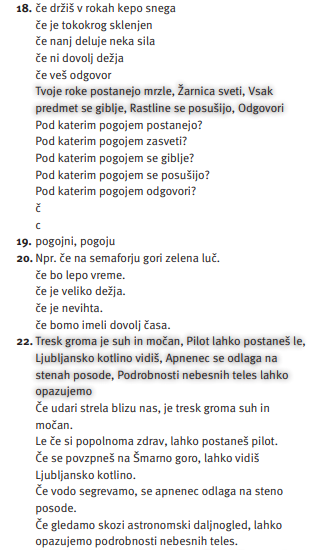 18. če držiš v rokah kepo snega
če je tokokrog sklenjen
če nanj deluje neka sila
če ni dovolj dežja
če veš odgovor
Tvoje roke postanejo mrzle, Žarnica sveti, Vsak
predmet se giblje, Rastline se posušijo, Odgovori
Pod katerim pogojem postanejo?
Pod katerim pogojem zasveti?
Pod katerim pogojem se giblje?
Pod katerim pogojem se posušijo?
Pod katerim pogojem odgovori?
č
c
19. pogojni, pogoju
20. Npr. če na semaforju gori zelena luč.
če bo lepo vreme.
če je veliko dežja.
če je nevihta.
če bomo imeli dovolj časa.
22. Tresk groma je suh in močan, Pilot lahko postaneš le,
Ljubljansko kotlino vidiš, Apnenec se odlaga na
stenah posode, Podrobnosti nebesnih teles lahko
opazujemo
Če udari strela blizu nas, je tresk groma suh in
močan.
Le če si popolnoma zdrav, lahko postaneš pilot.
Če se povzpneš na Šmarno goro, lahko vidiš
Ljubljansko kotlino.
Če vodo segrevamo, se apnenec odlaga na steno
posode.
Če gledamo skozi astronomski daljnogled, lahko
opazujemo podrobnosti nebesnih teles.